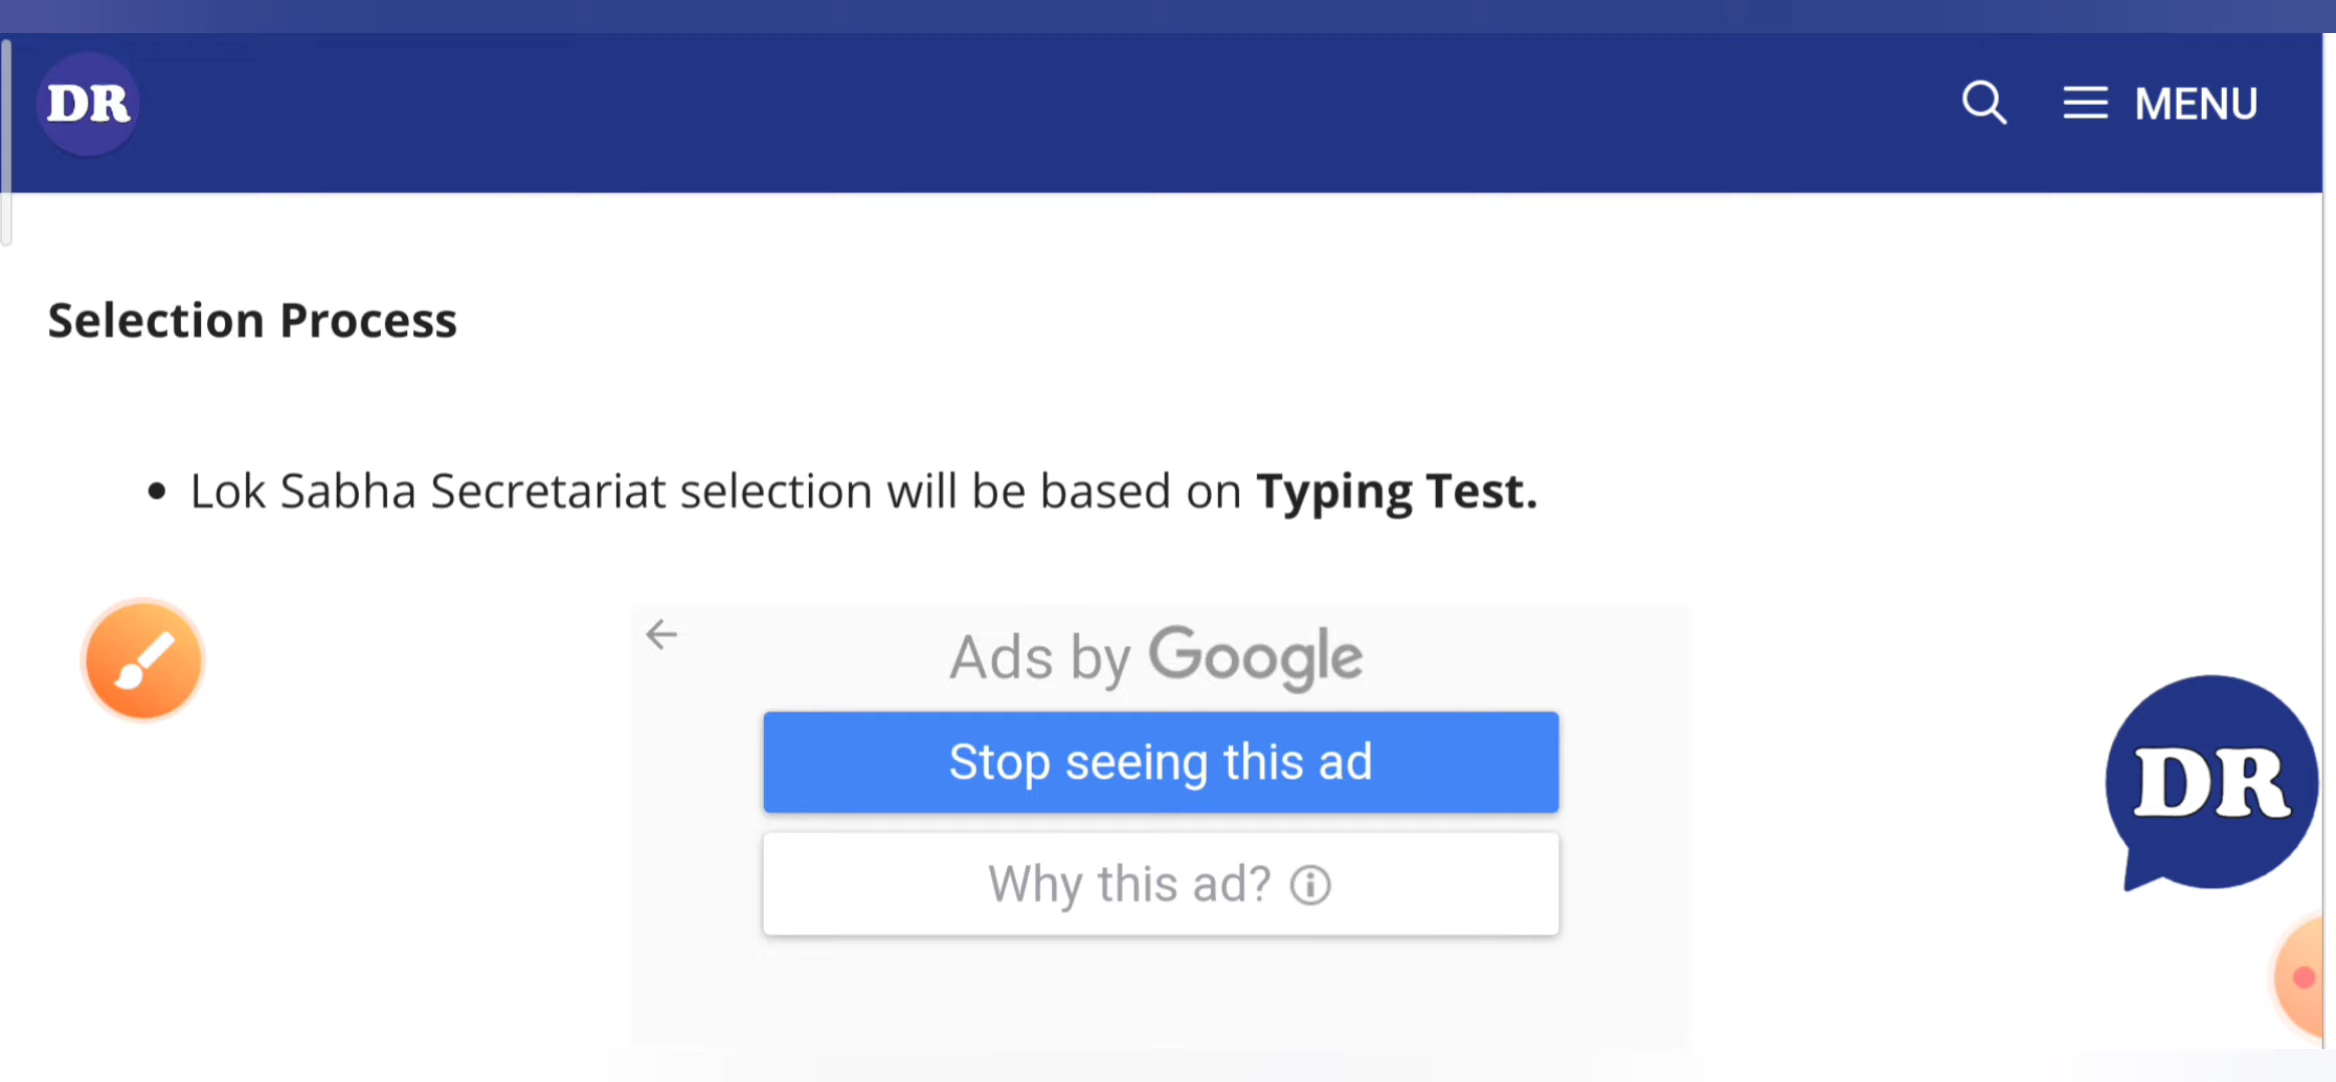 DR
MENU
Selection Process
• Lok Sabha Secretariat selection will be based on Typing Test.
Ads by Google
Stop seeing this ad
Why this ad?
DR